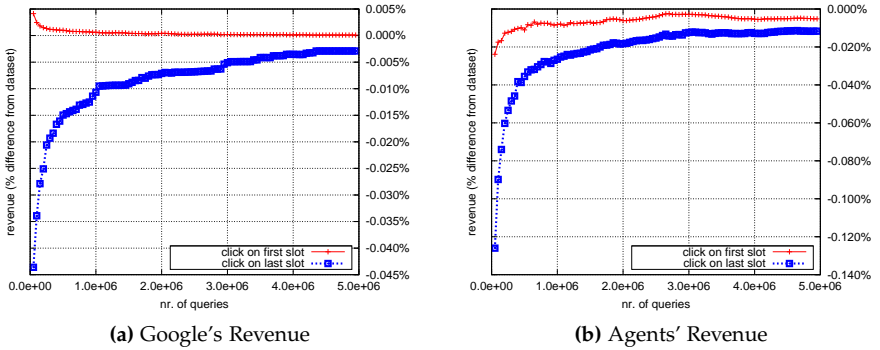 revenue (% difference from dataset)
0.005%
0.000%
-0.005%
-0.010%
-0.015%
-0.020%
-0.025%
-0.030%
-0.035%
-0.040%
-0.045%
click on first slot
click on last slot
0.0e+00 1.0e+06 2.0e+06 3.0e+06 4.0e+06 5.0e+06
nr. of queries
(a) Google's Revenue
revenue (% difference from dataset)
0.000%
-0.020%
-0.040%
-0.060%
-0.080%
-0.100%
-0.120%
-0.140%
click on first slot
click on last slot
0.0e+00 1.0e+06 2.0e+06 3.0e+06 4.0e+06 5.0e+06
nr. of queries
(b) Agents' Revenue